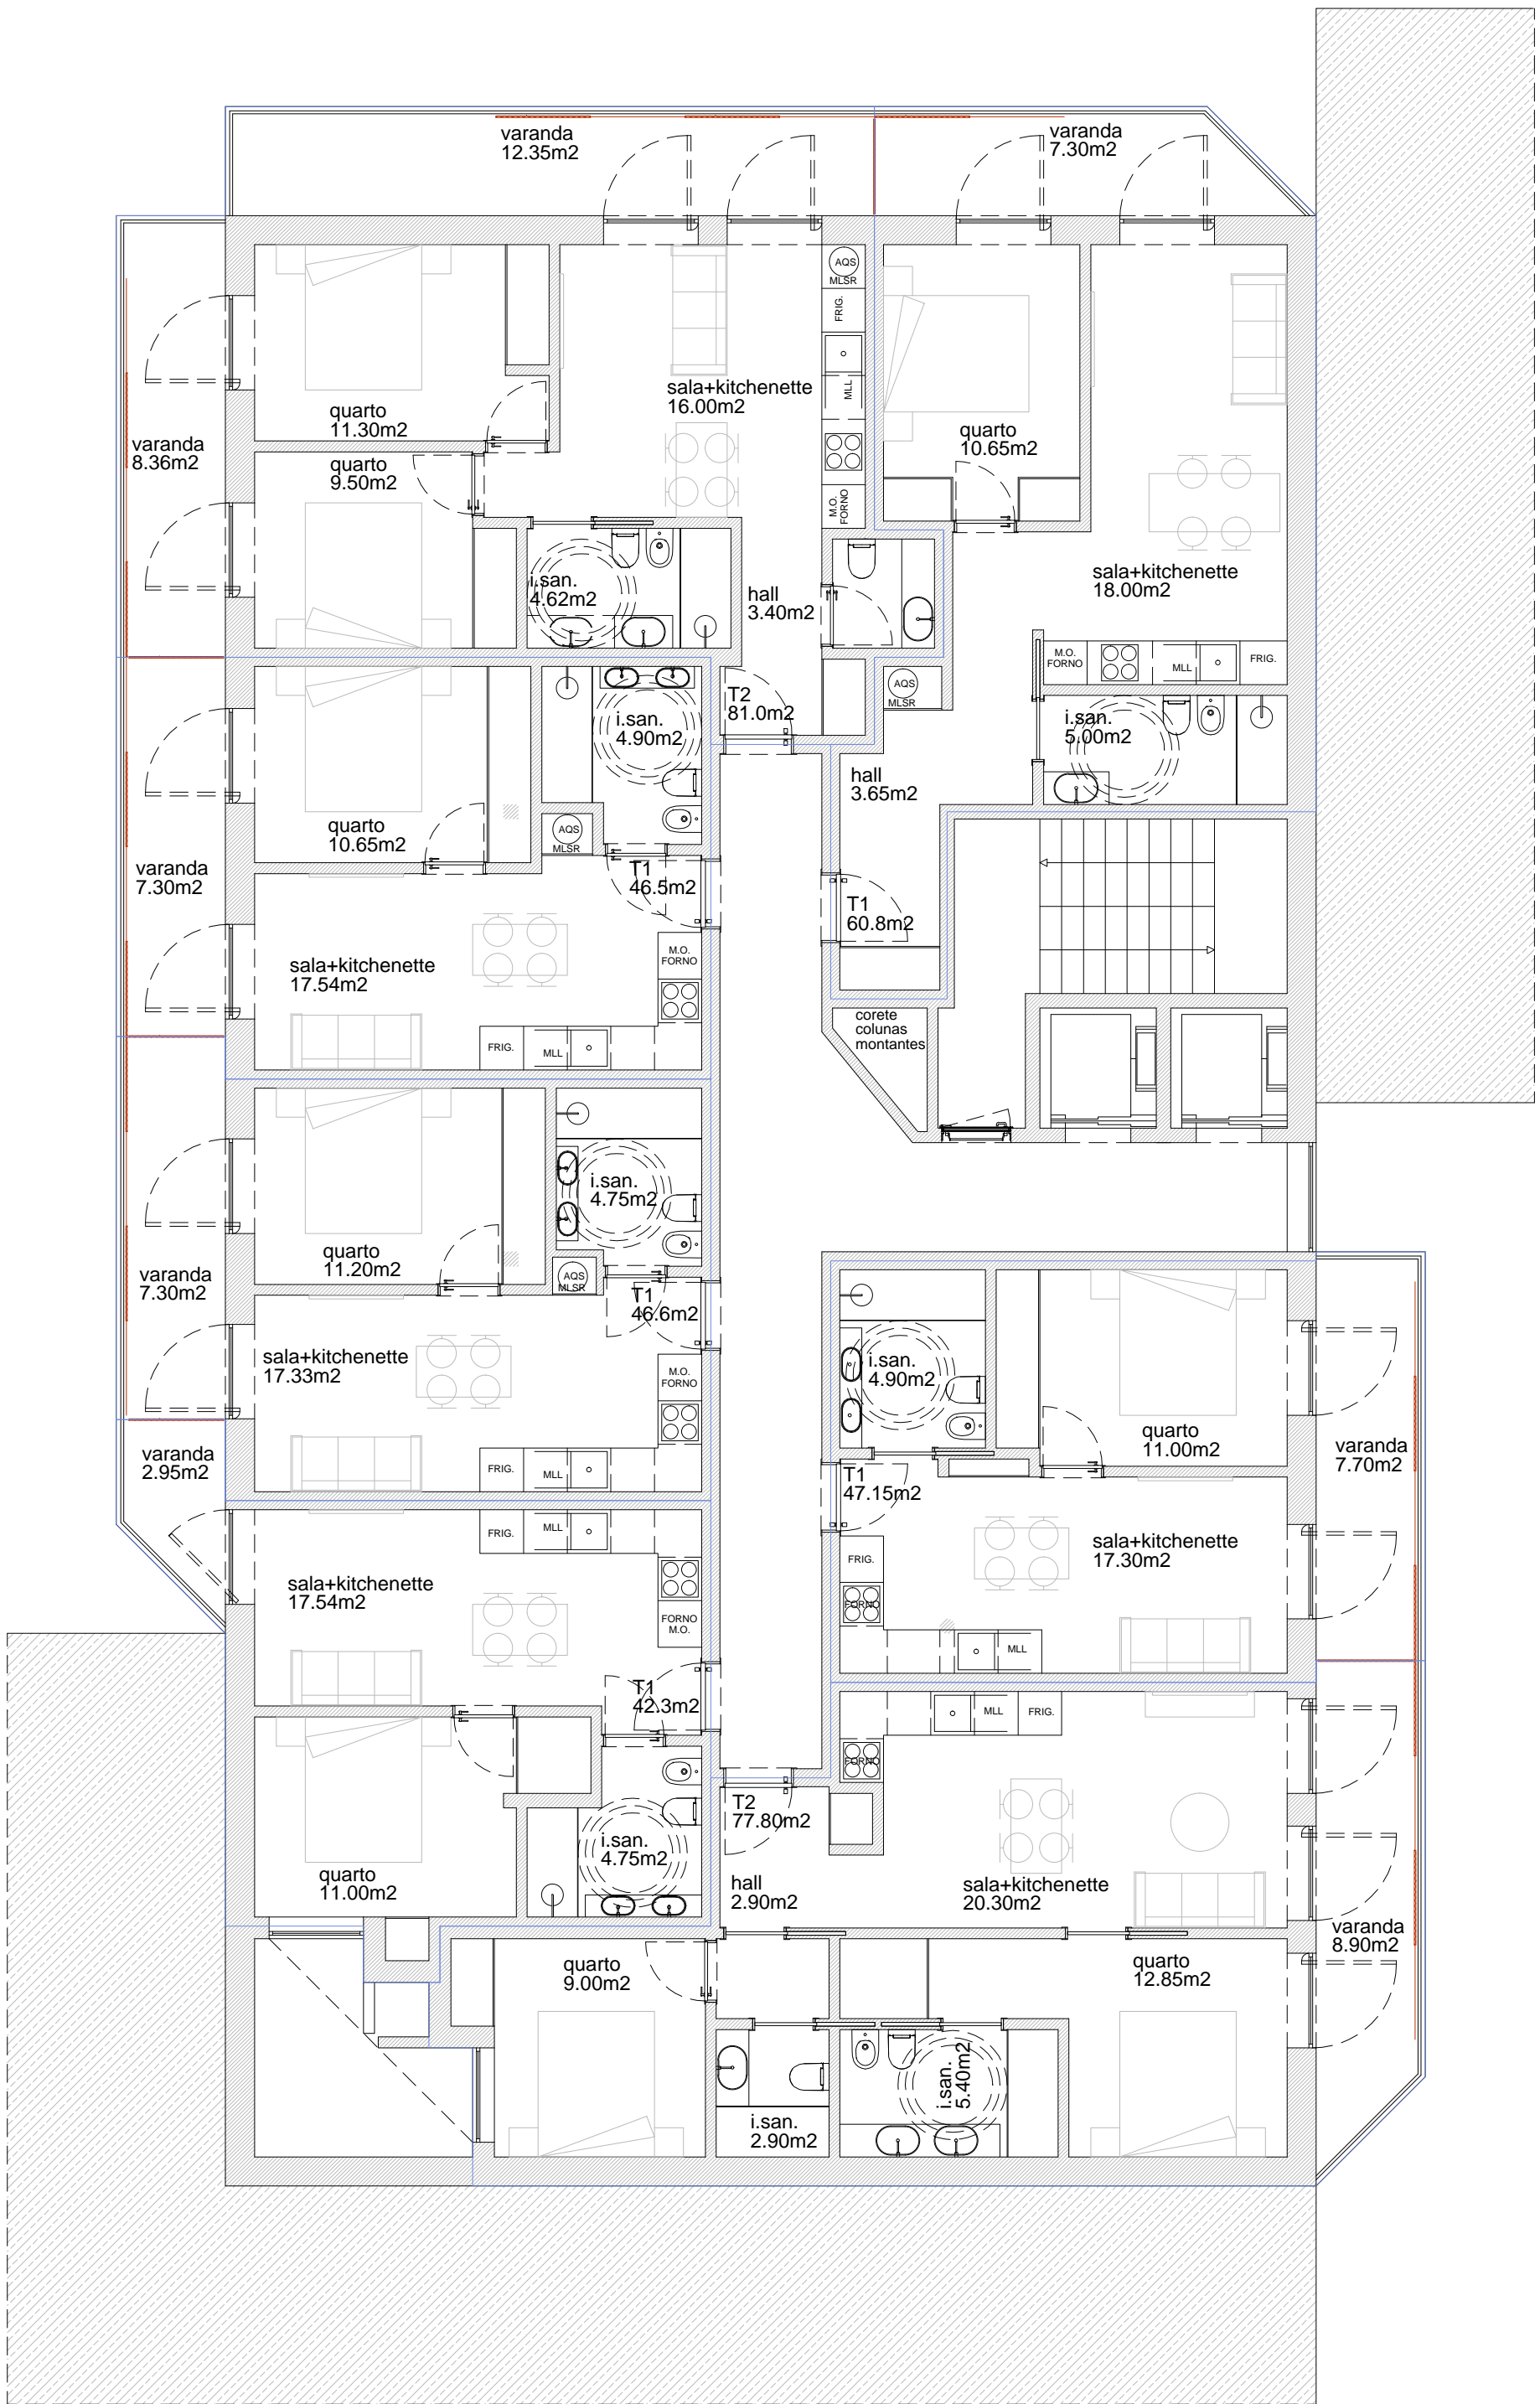 varanda
12.35m2
varanda
7.30m2
AQS
MLSR
FRIG.
MLL
M.O.
FORNO
sala+kitchenette
16.00m2
quarto
11.30m2
quarto
9.50m2
varanda
8.36m2
quarto
10.65m2
i.san.
4.62m2
hall
3.40m2
sala+kitchenette
18.00m2
M.O.
FORNO
MLL
FRIG.
AQS
MLSR
T2
81.0m2
i.san.
4.90m2
i.san.
5.00m2
hall
3.65m2
quarto
10.65m2
AQS
MLSR
varanda
7.30m2
T1
46.5m2
T1
60.8m2
sala+kitchenette
17.54m2
M.O.
FORNO
FRIG.
MLL
corete
colunas
montantes
i.san.
4.75m2
quarto
11.20m2
AQS
MLSR
varanda
7.30m2
T1
46.6m2
sala+kitchenette
17.33m2
M.O.
FORNO
FRIG.
MLL
i.san.
4.90m2
quarto
11.00m2
varanda
7.70m2
varanda
2.95m2
T1
47.15m2
FRIG.
FORNO
MLL
sala+kitchenette
17.30m2
FRIG.
MLL
sala+kitchenette
17.54m2
FORNO
M.O.
T1
42.3m2
MLL
FRIG.
FORNO
T2
77.80m2
i.san.
4.75m2
quarto
11.00m2
hall
2.90m2
sala+kitchenette
20.30m2
varanda
8.90m2
quarto
9.00m2
quarto
12.85m2
i.san.
5.40m2
i.san.
2.90m2